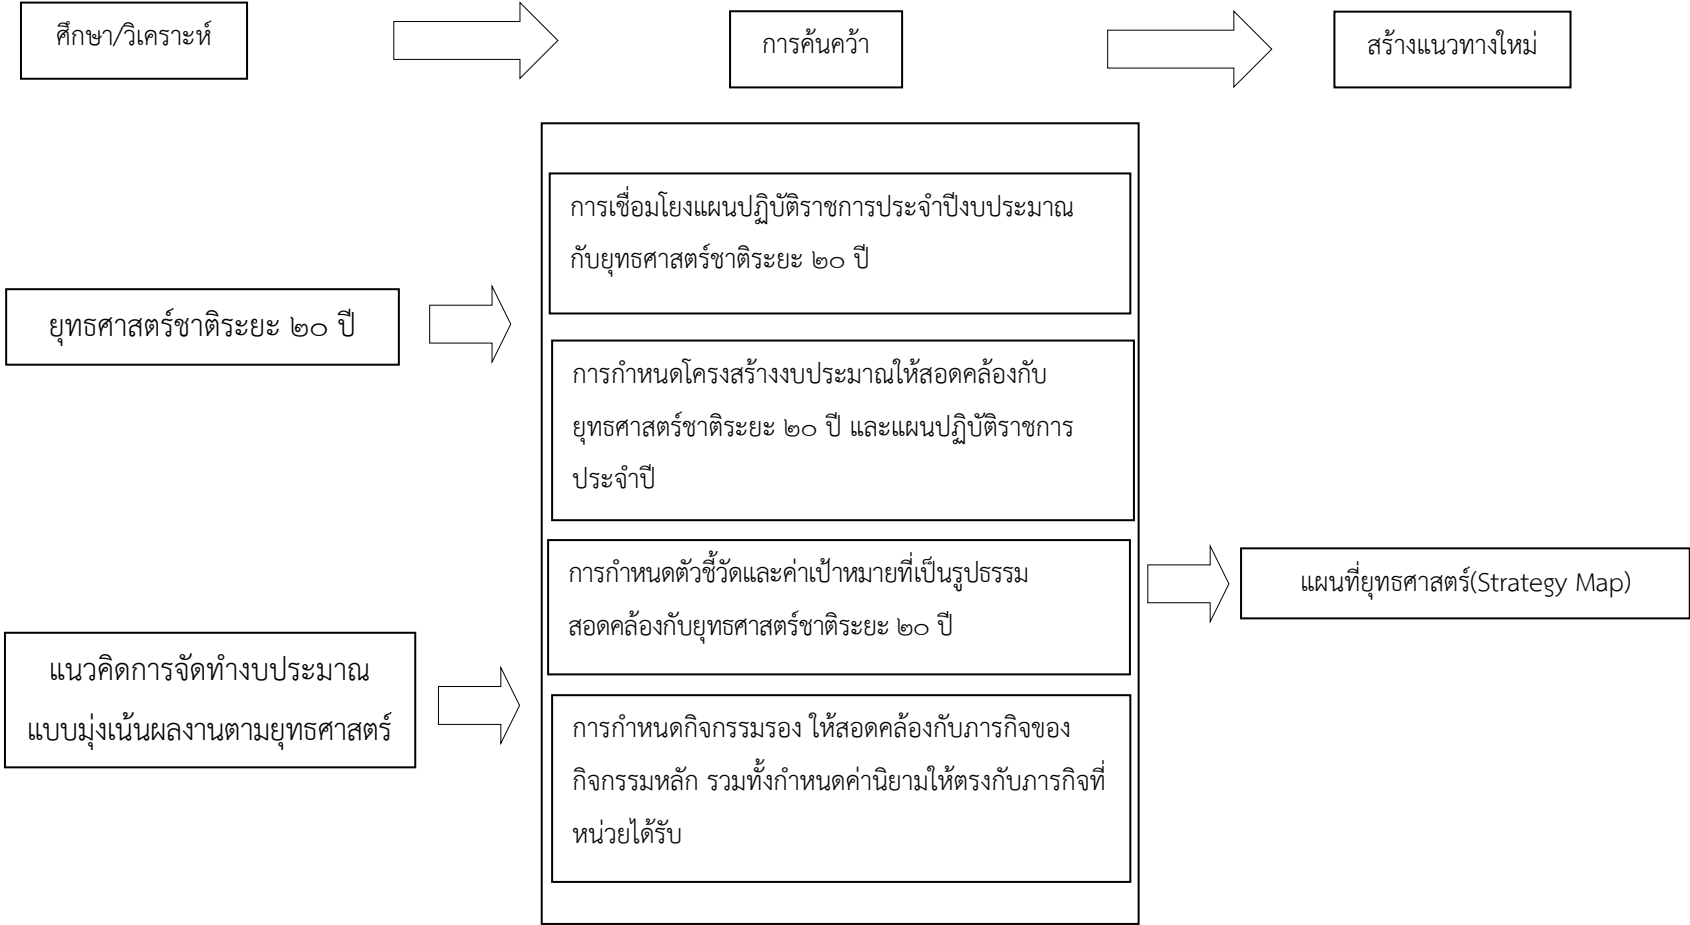 ศึกษา/วิเคราะห์
การค้นคว้า
สร้างแนวทางใหม่
การเชื่อมโยงแผนปฏิบัติราชการประจำปีงบประมาณ
กับยุทธศาสตร์ชาติระยะ ๒๐ ปี
ยุทธศาสตร์ชาติระยะ ๒๐ ปี
การกำหนดโครงสร้างงบประมาณให้สอดคล้องกับ
ยุทธศาสตร์ชาติระยะ ๒๐ ปี และแผนปฏิบัติราชการ
ประจำปี
การกำหนดตัวชี้วัดและค่าเป้าหมายที่เป็นรูปธรรม
สอดคล้องกับยุทธศาสตร์ชาติระยะ ๒๐ ปี
แผนที่ยุทธศาสตร์(Strategy Map)
แนวคิดการจัดทำงบประมาณ
แบบมุ่งเน้นผลงานตามยุทธศาสตร์
การกำหนดกิจกรรมรอง ให้สอดคล้องกับภารกิจของ
กิจกรรมหลัก รวมทั้งกำหนดค่านิยามให้ตรงกับภารกิจที่
หน่วยได้รับ